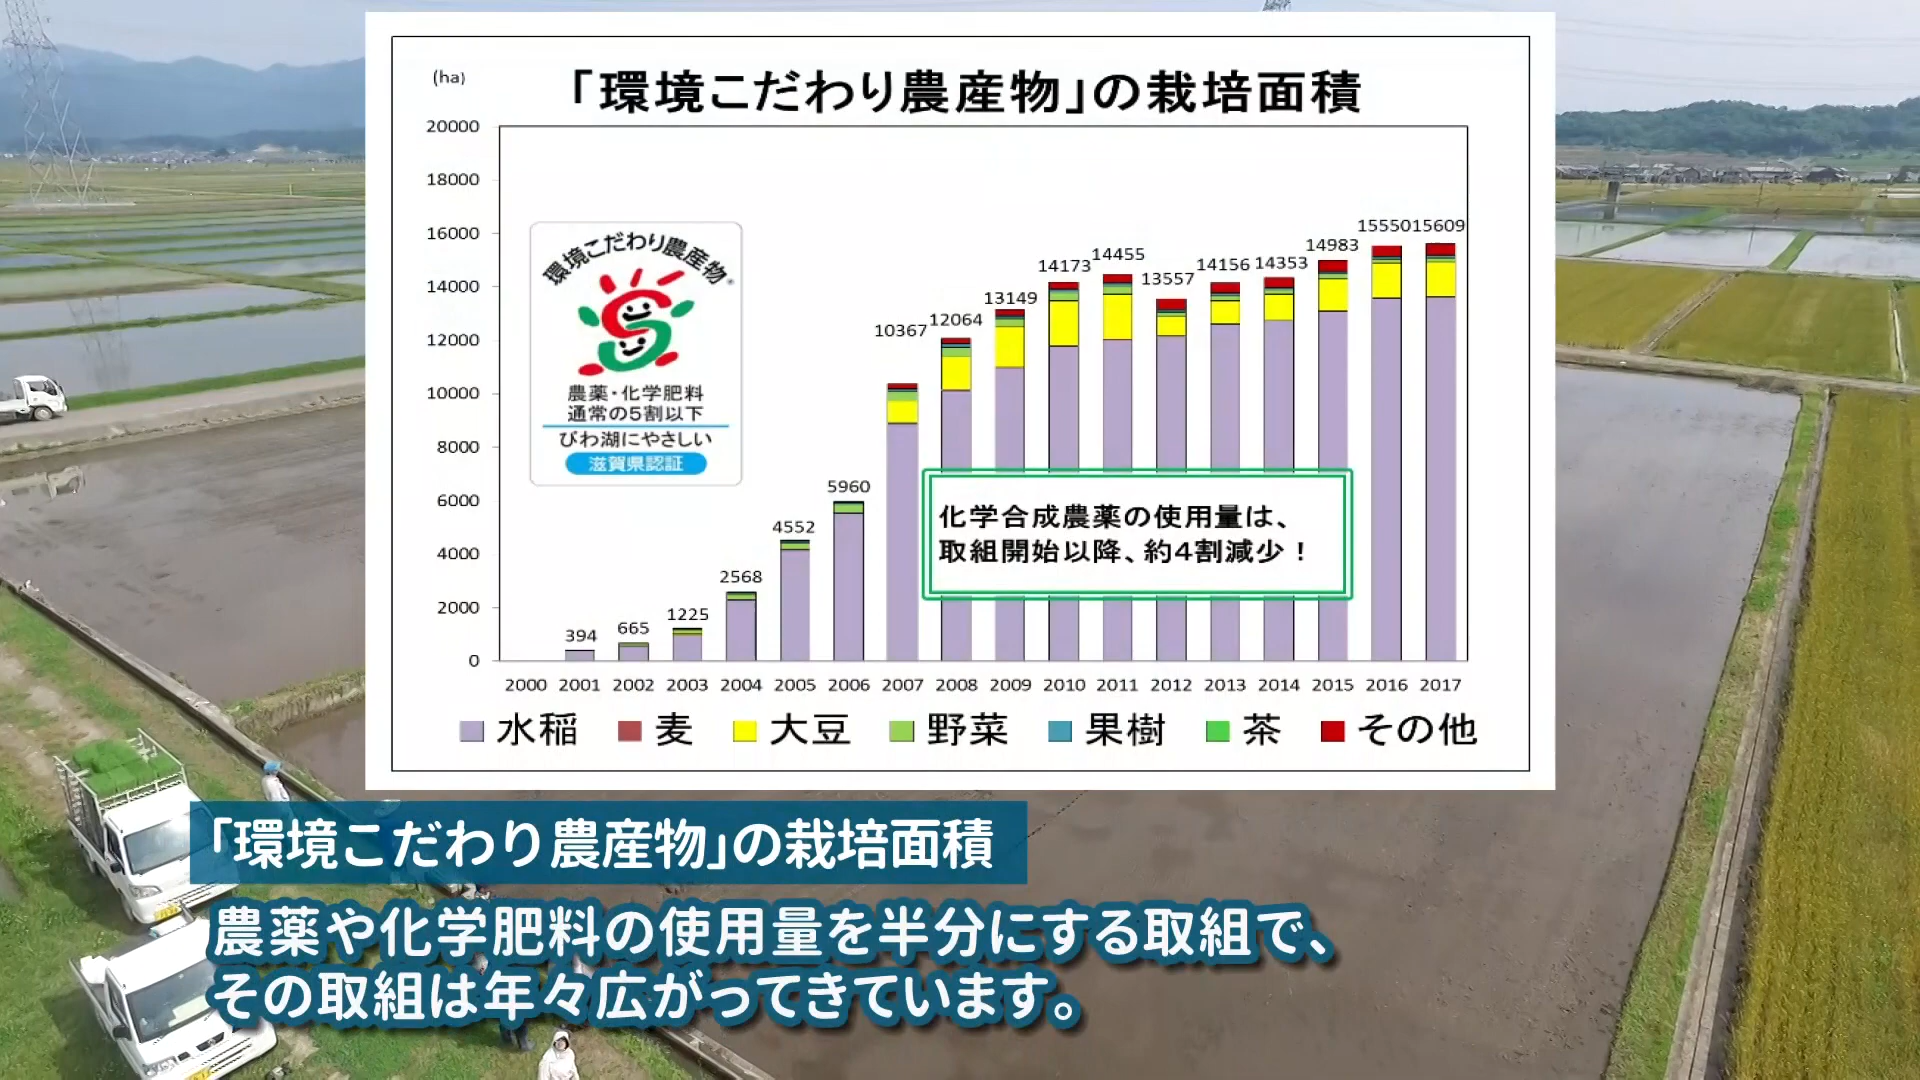 (ha)
「環境こだわり農産物」の栽培面積
20000
18000
16000
14000
12000
10000
8000
6000
4000
2000
0
環境こだわり農産物
農薬・化学肥料
通常の5割以下
びわ湖にやさしい
滋賀県認証
394
665
1225
2568
4552
5960
10367
12064
13149
14173
14455
13557
14156
14353
14983
15550
15609
化学合成農薬の使用量は、
取組開始以降、約4割減少！
2000 2001 2002 2003 2004 2005 2006 2007 2008 2009 2010 2011 2012 2013 2014 2015 2016 2017
水稲 麦 大豆 野菜 果樹 茶 その他
「環境こだわり農産物」の栽培面積
農薬や化学肥料の使用量を半分にする取組で、
その取組は年々広がってきています。